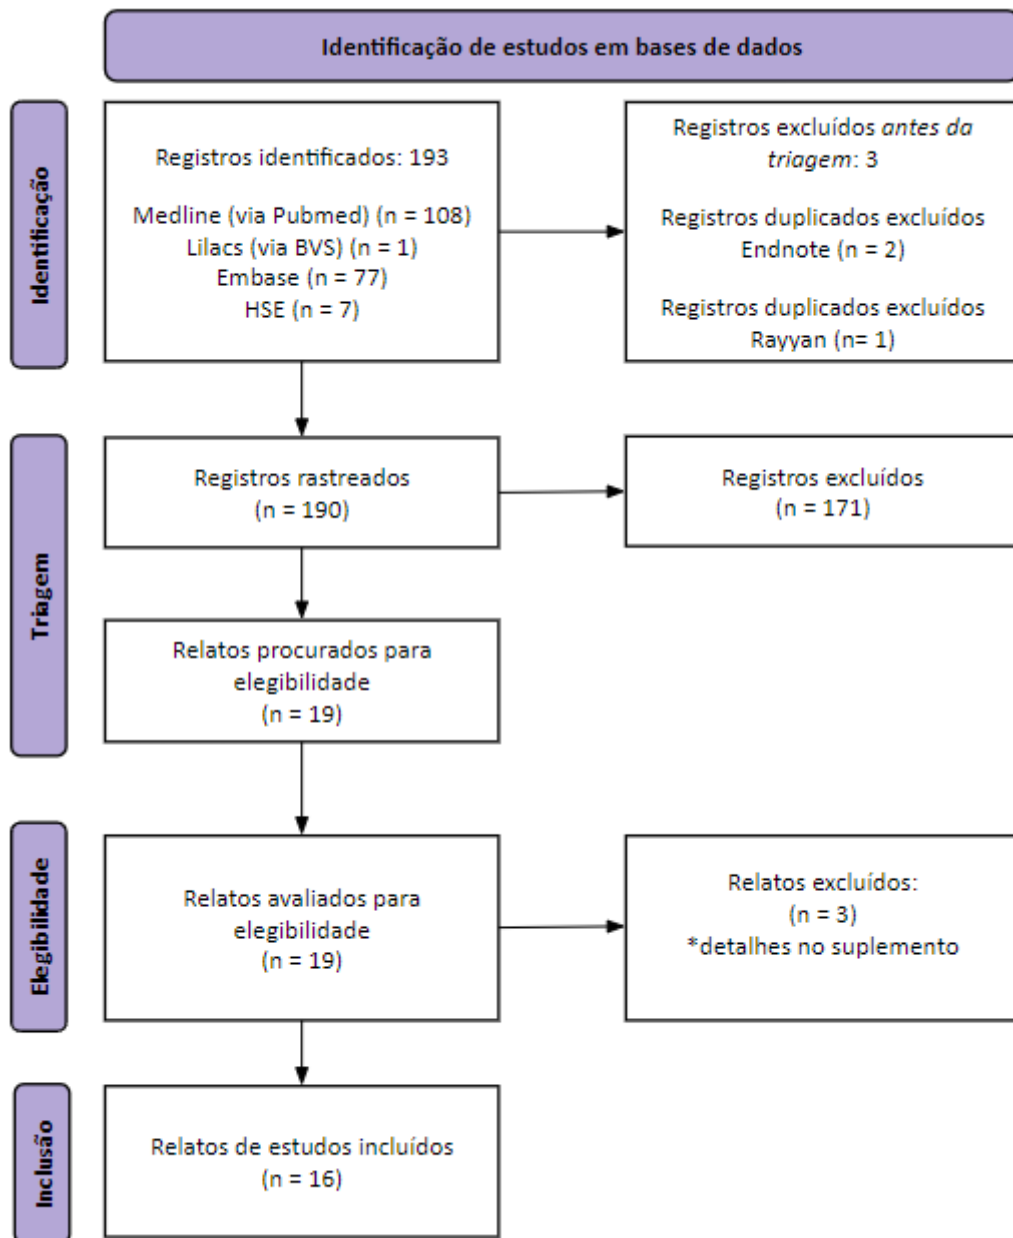 Identificação de estudos em bases de dados
Identificação
Registros identificados: 193
Medline (via Pubmed) (n = 108)
Lilacs (via BVS) (n = 1)
Embase (n = 77)
HSE (n = 7)
Registros excluídos antes da
triagem: 3
Registros duplicados excluídos
Endnote (n = 2)
Registros duplicados excluídos
Rayyan (n= 1)
Triagem
Registros rastreados
(n = 190)
Registros excluídos
(n = 171)
Relatos procurados para
elegibilidade
(n = 19)
Elegibilidade
Relatos avaliados para
elegibilidade
(n = 19)
Relatos excluídos:
(n = 3)
*detalhes no suplemento
Inclusão
Relatos de estudos incluídos
(n = 16)